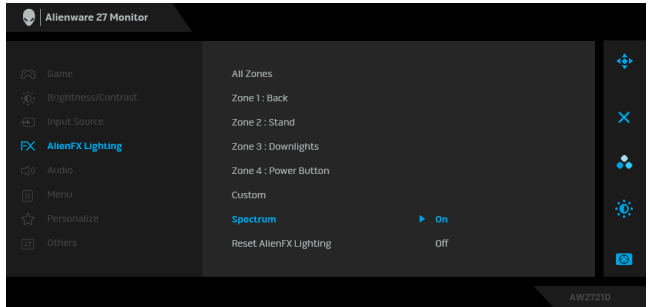 Alienware 27 Monitor
Game
All Zones
Brightness/Contrast
Zone 1 : Back
Input Source
Zone 2 : Stand
AlienFX Lighting
Zone 3 : Downlights
Audio
Zone 4 : Power Button
Menu
Custom
Personalize
Spectrum On
Others
Reset AlienFX Lighting Off
AW2721D